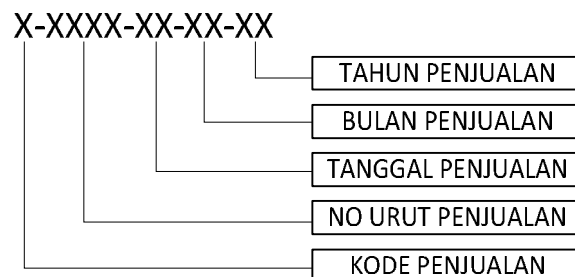 X-XXXX-XX-XX-XX
TAHUN PENJUALAN
BULAN PENJUALAN
TANGGAL PENJUALAN
NO URUT PENJUALAN
KODE PENJUALAN